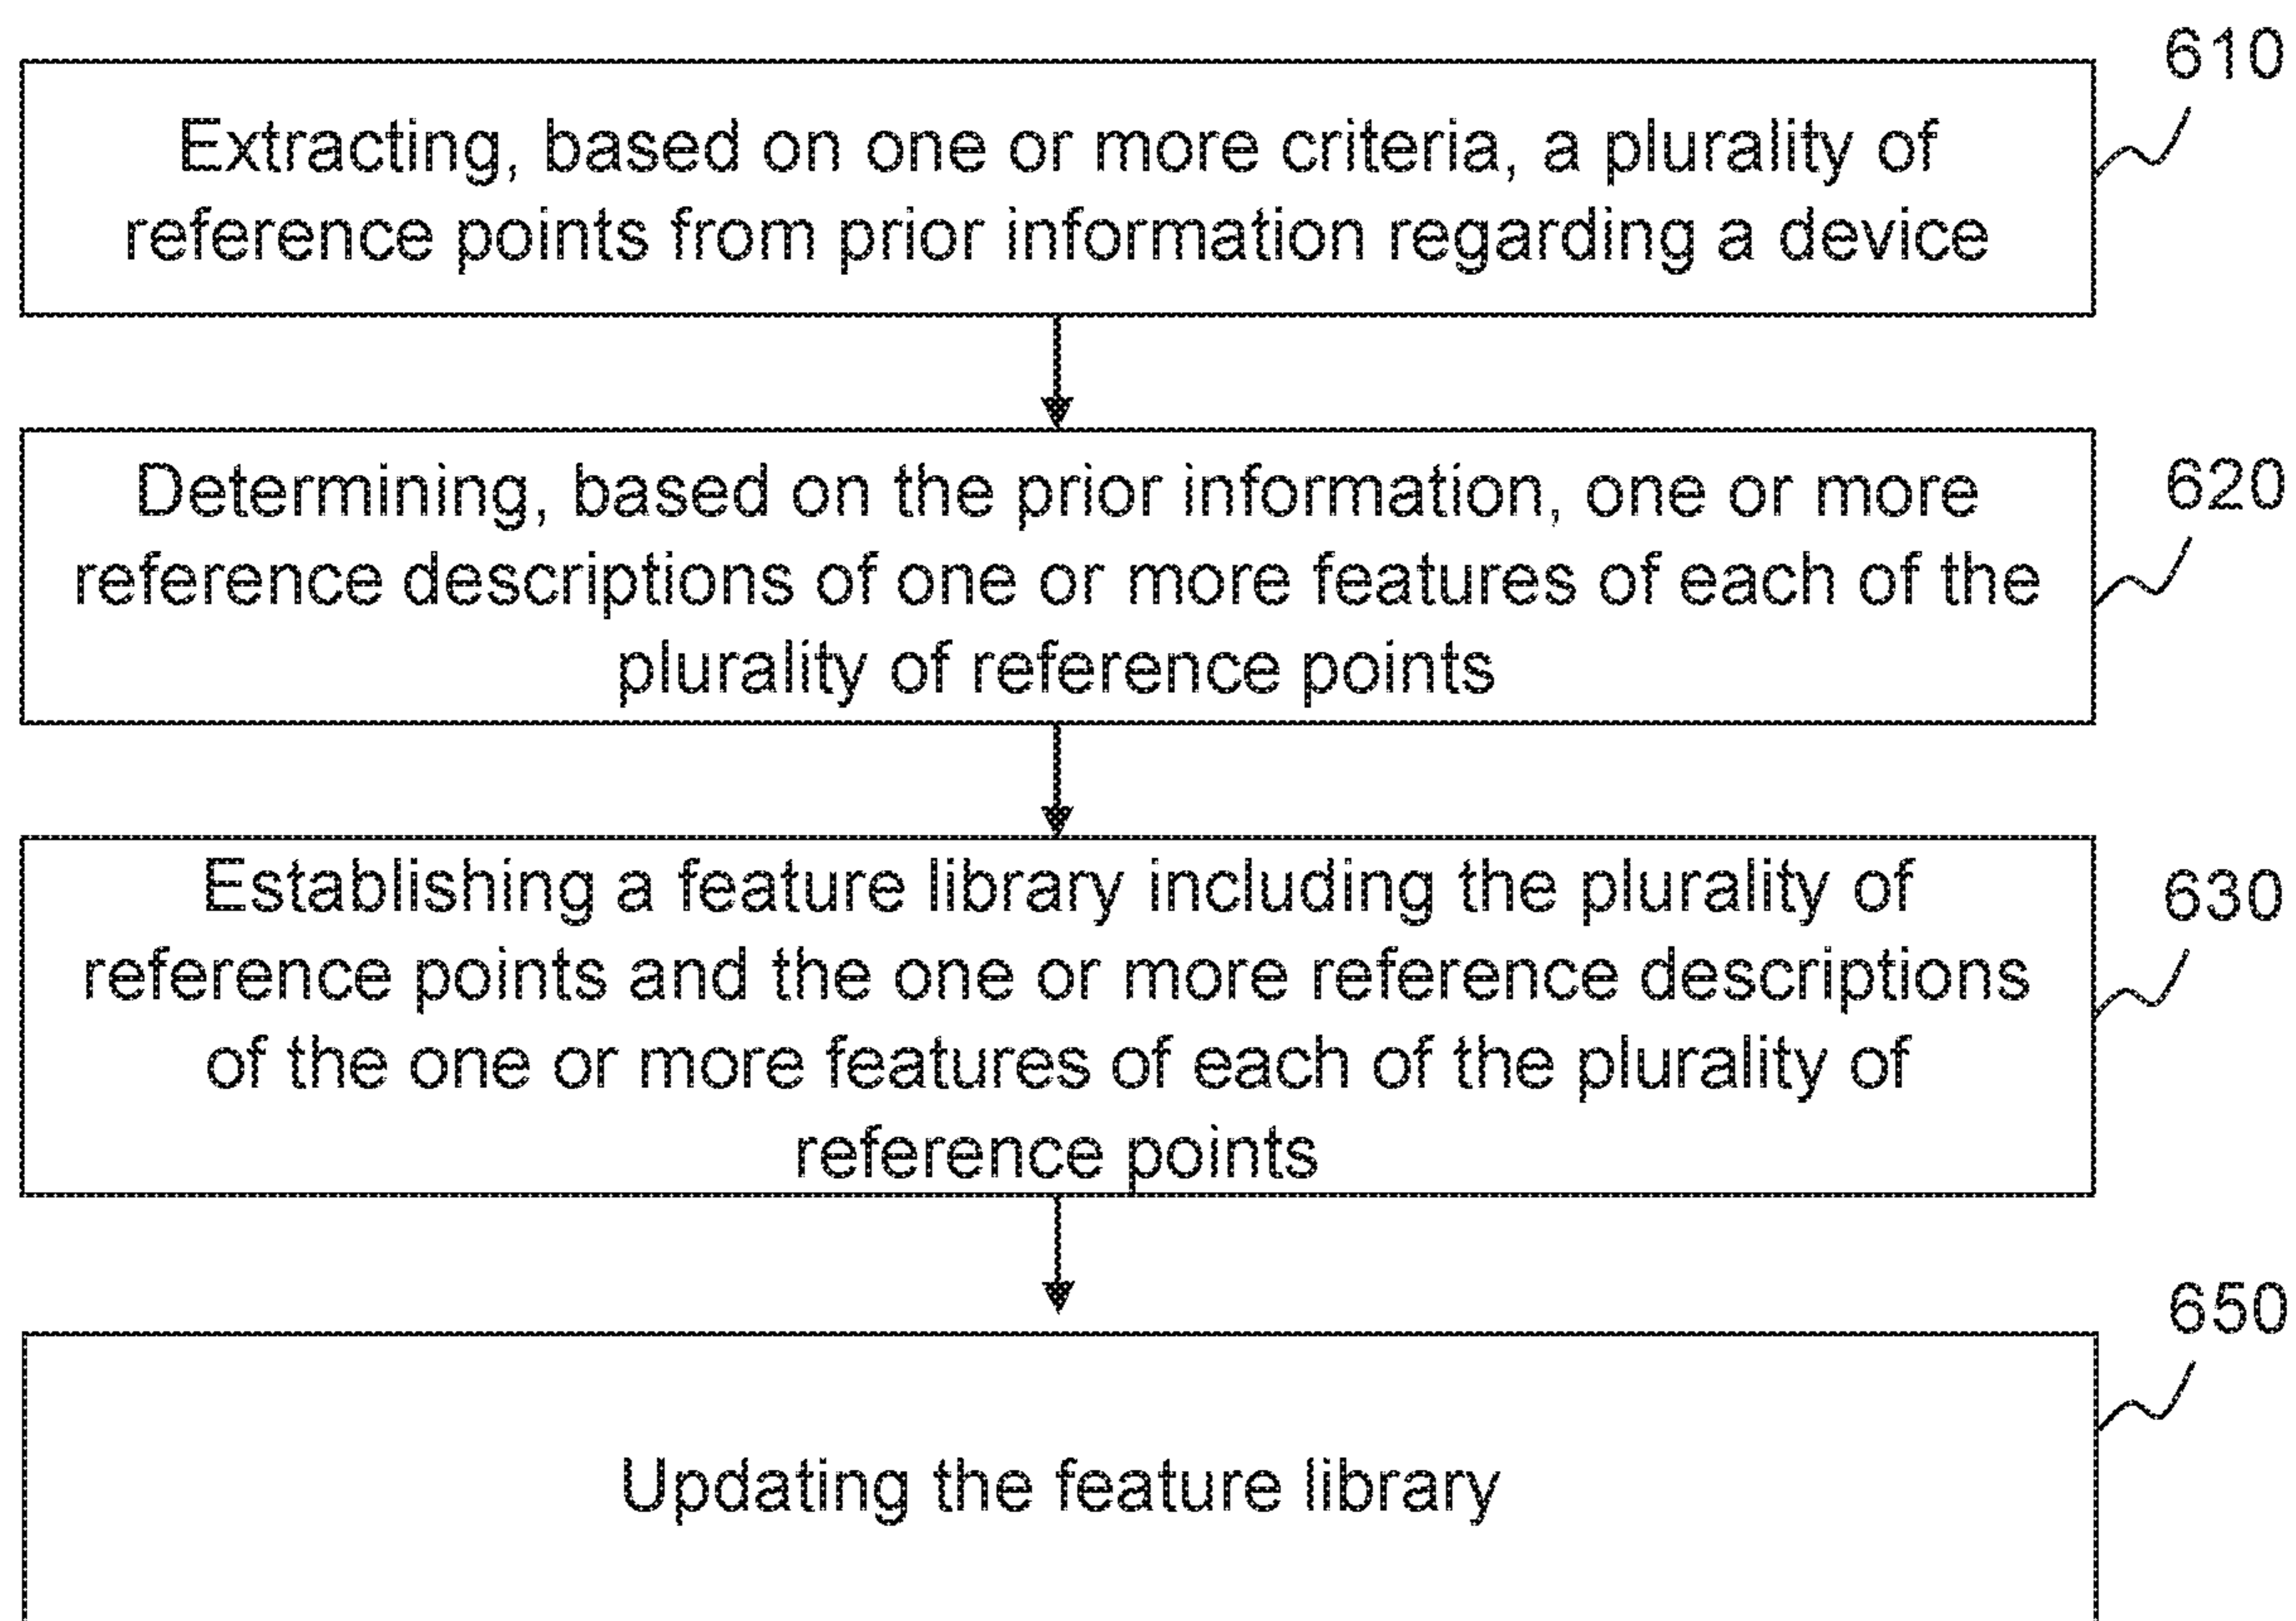 610
Extracting, based on one or more criteria, a plurality of
reference points from prior information regarding a device
620
Determining, based on the prior information, one or more
reference descriptions of one or more features of each of the
plurality of reference points
630
Establishing a feature library including the plurality of
reference points and the one or more reference descriptions
of the one or more features of each of the plurality of
reference points
650
Updating the feature library